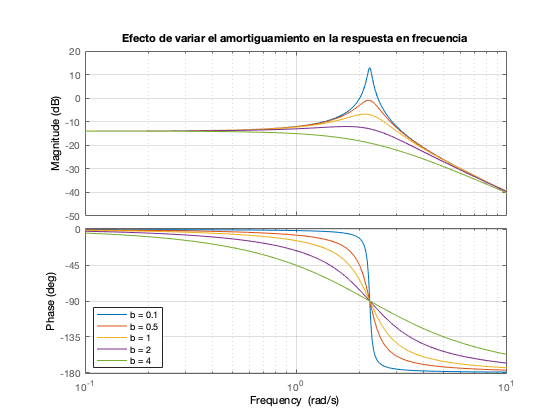 Efecto de variar el amortiguamiento en la respuesta en frecuencia
Magnitude (dB)
20
10
0
-10
-20
-30
-40
-50
Phase (deg)
0
-45
-90
-135
-180
b = 0.1
b = 0.5
b = 1
b = 2
b = 4
10^-1
10^0
10^1
Frequency (rad/s)